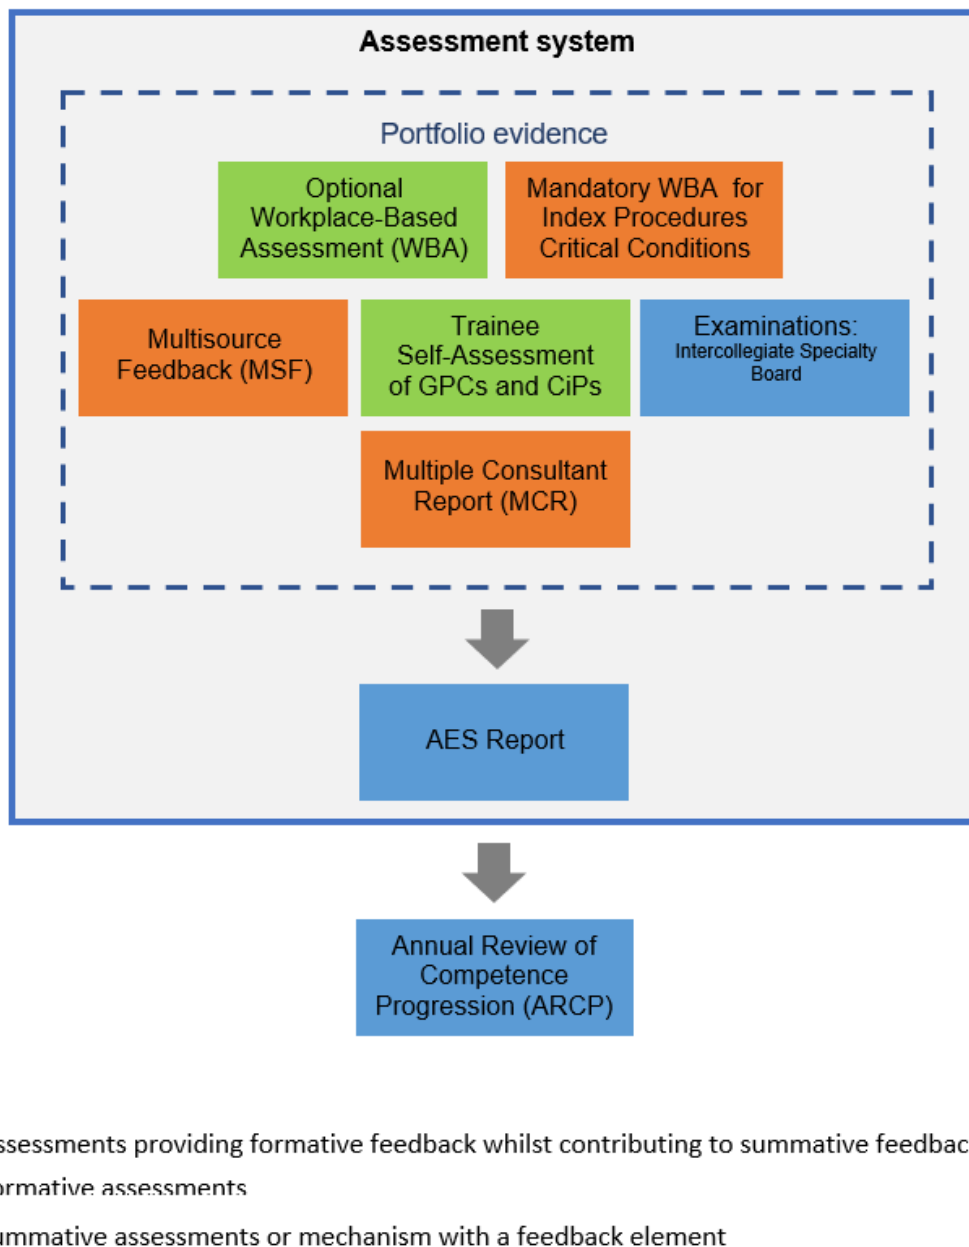 Assessment system
Portfolio evidence
Optional
Workplace-Based
Assessment (WBA)
Mandatory WBA for
Index Procedures
Critical Conditions
Multisource
Feedback (MSF)
Trainee
Self-Assessment
of GPCs and CiPs
Examinations:
Intercollegiate Specialty
Board
Multiple Consultant
Report (MCR)
AES Report
Annual Review of
Competence
Progression (ARCP)
ssessments providing formative feedback whilst contributing to summative feedbac
ormative assessments
ummative assessments or mechanism with a feedback element